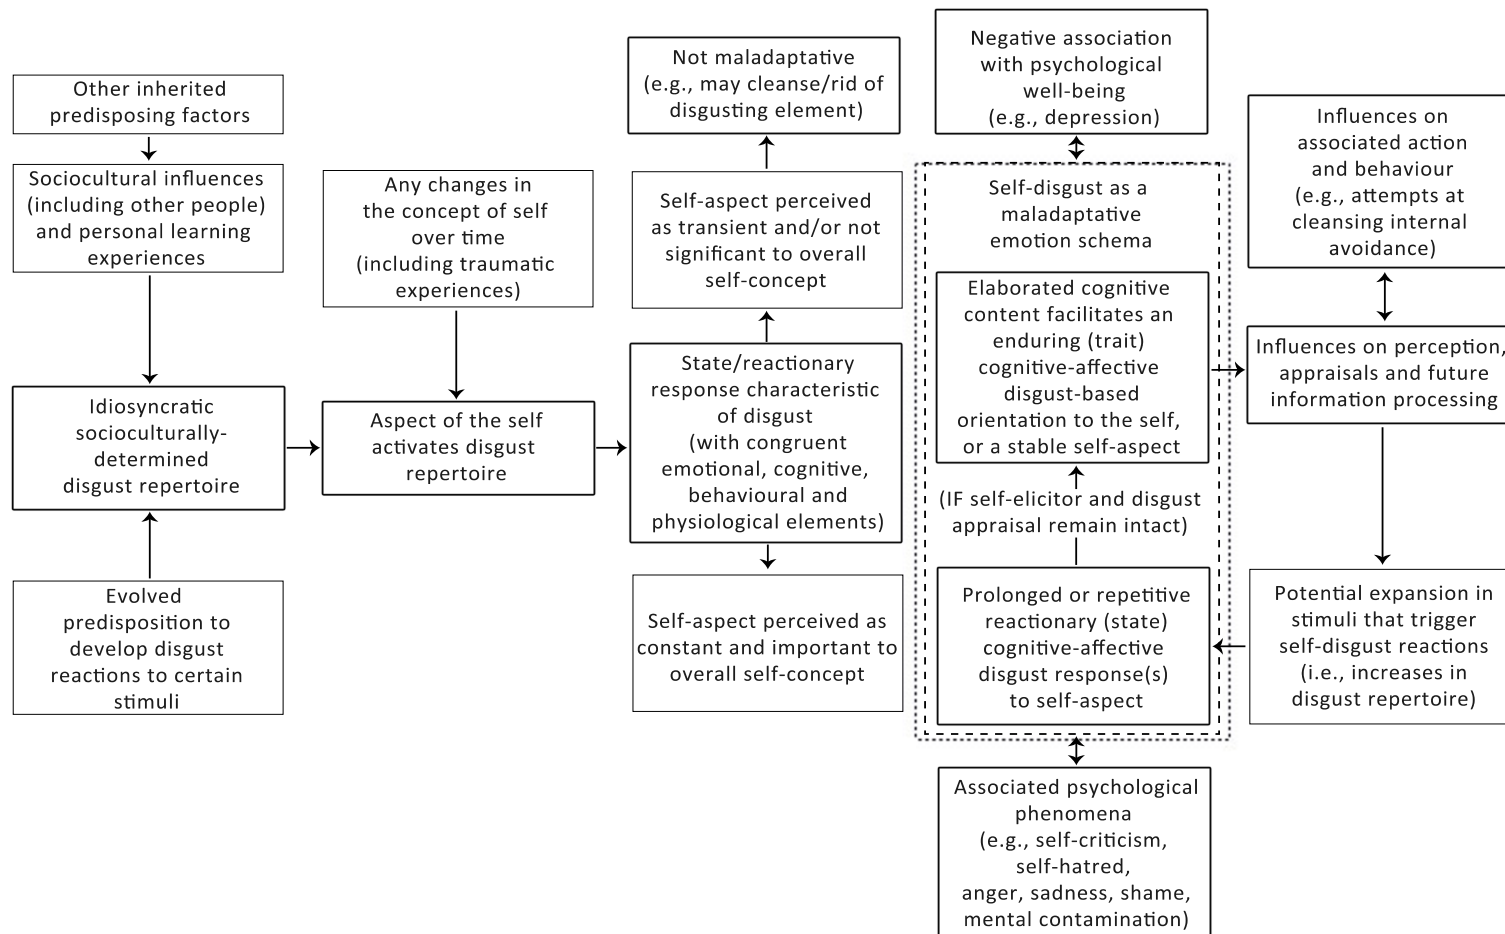 Other inherited
predisposing factors
Sociocultural influences
(including other people)
and personal learning
experiences
Idiosyncratic
socioculturally-
determined
disgust repertoire
Evolved
predisposition to
develop disgust
reactions to certain
stimuli
Any changes in
the concept of self
over time
(including traumatic
experiences)
Aspect of the self
activates disgust
repertoire
Not maladaptative
(e.g., may cleanse/rid of
disgusting element)
Self-aspect perceived
as transient and/or not
significant to overall
self-concept
State/reactionary
response characteristic
of disgust
(with congruent
emotional, cognitive,
behavioural and
physiological elements)
Self-aspect perceived as
constant and important to
overall self-concept
Negative association
with psychological
well-being
(e.g., depression)
Self-disgust as a
maladaptative
emotion schema
Elaborated cognitive
content facilitates an
enduring (trait)
cognitive-affective
disgust-based
orientation to the self,
or a stable self-aspect
(IF self-elicitor and disgust
appraisal remain intact)
Prolonged or repetitive
reactionary (state)
cognitive-affective
disgust response(s)
to self-aspect
Associated psychological
phenomena
(e.g., self-criticism,
self-hatred,
anger, sadness, shame,
mental contamination)
Influences on
associated action
and behaviour
(e.g., attempts at
cleansing internal
avoidance)
Influences on perception,
appraisals and future
information processing
Potential expansion in
stimuli that trigger
self-disgust reactions
(i.e., increases in
disgust repertoire)